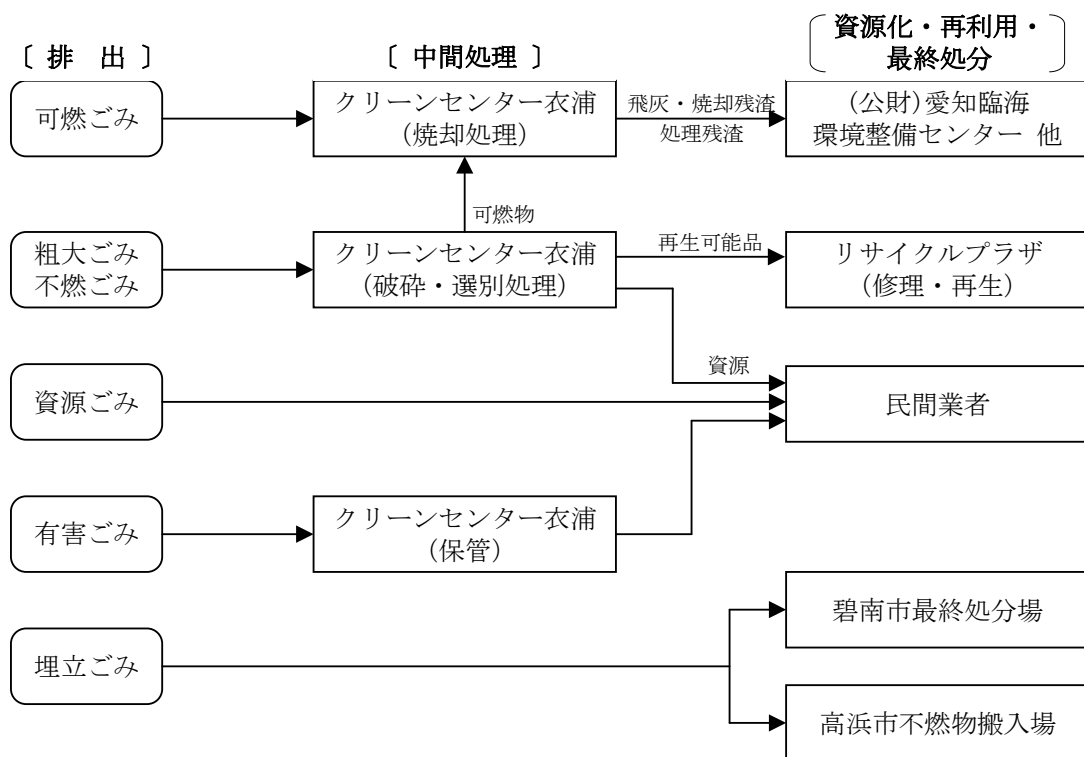 〔 排　出 〕
〔 中間処理 〕
資源化・再利用・
最終処分
可燃ごみ
クリーンセンター衣浦
(焼却処理)
飛灰・焼却残渣
処理残渣
(公財)愛知臨海
環境整備センター 他
可燃物
粗大ごみ
不燃ごみ
クリーンセンター衣浦
(破砕・選別処理)
再生可能品
リサイクルプラザ
(修理・再生)
資源
資源ごみ
民間業者
有害ごみ
クリーンセンター衣浦
(保管)
碧南市最終処分場
埋立ごみ
高浜市不燃物搬入場